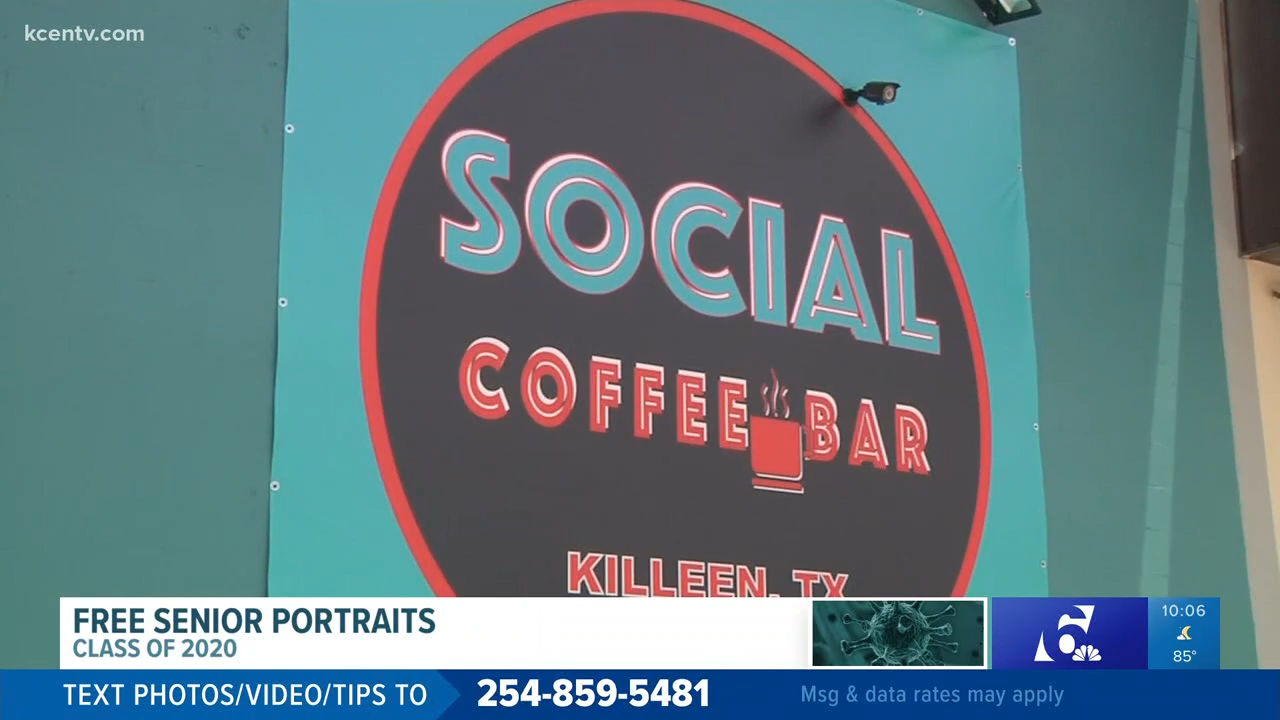 kcentv.com
SOCIAL
COFFEE BAR
KILLEEN, TX
FREE SENIOR PORTRAITS
CLASS OF 2020
6
10:06
85°
TEXT PHOTOS/VIDEO/TIPS TO 254-859-5481 Msg & data rates may apply